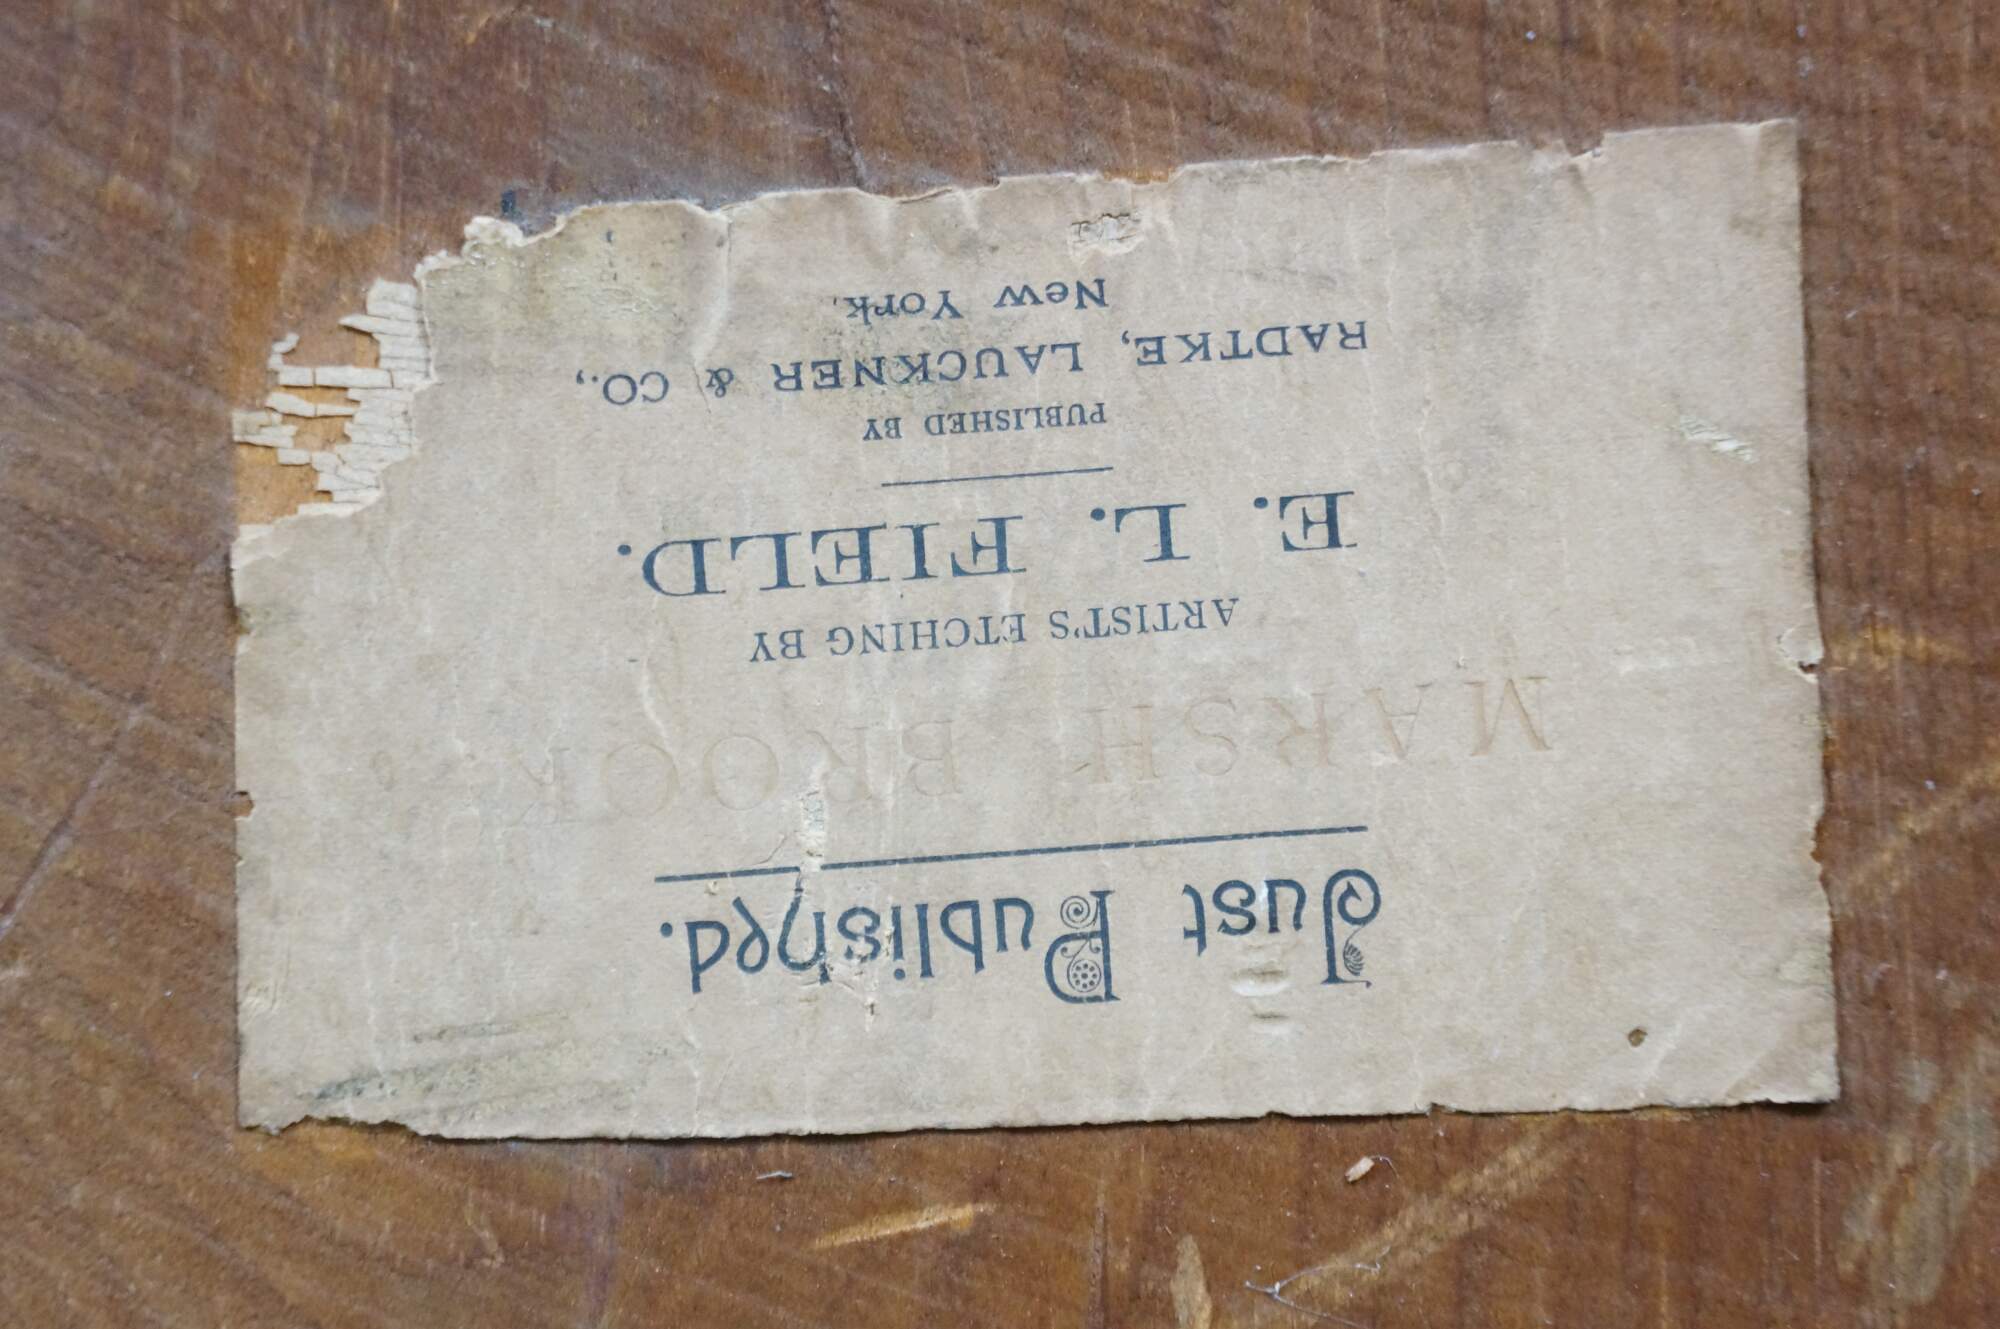 Just Published.
MARSH BROOK
ARTIST'S ETCHING BY
E. L. FIELD.
PUBLISHED BY
RADTKE, LAUCKNER & CO.,
New York.